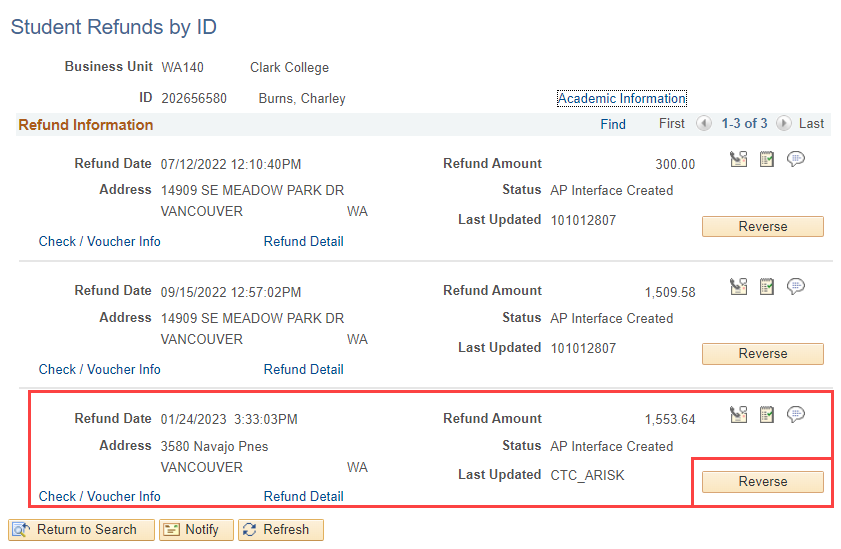 Student Refunds by ID
Business Unit WA140 Clark College
ID 202656580 Burns, Charley Academic Information
Refund Information Find First 1-3 of 3 Last
Refund Date 07/12/2022 12:10:40PM Refund Amount 300.00
Address 14909 SE MEADOW PARK DR Status AP Interface Created
VANCOUVER WA
Last Updated 101012807
Reverse
Check / Voucher Info Refund Detail
Refund Date 09/15/2022 12:57:02PM Refund Amount 1,509.58
Address 14909 SE MEADOW PARK DR Status AP Interface Created
VANCOUVER WA
Last Updated 101012807
Reverse
Check / Voucher Info Refund Detail
Refund Date 01/24/2023 3:33:03PM Refund Amount 1,553.64
Address 3580 Navajo Pnes Status AP Interface Created
VANCOUVER WA
Last Updated CTC_ARISK
Reverse
Check / Voucher Info Refund Detail
Return to Search Notify Refresh